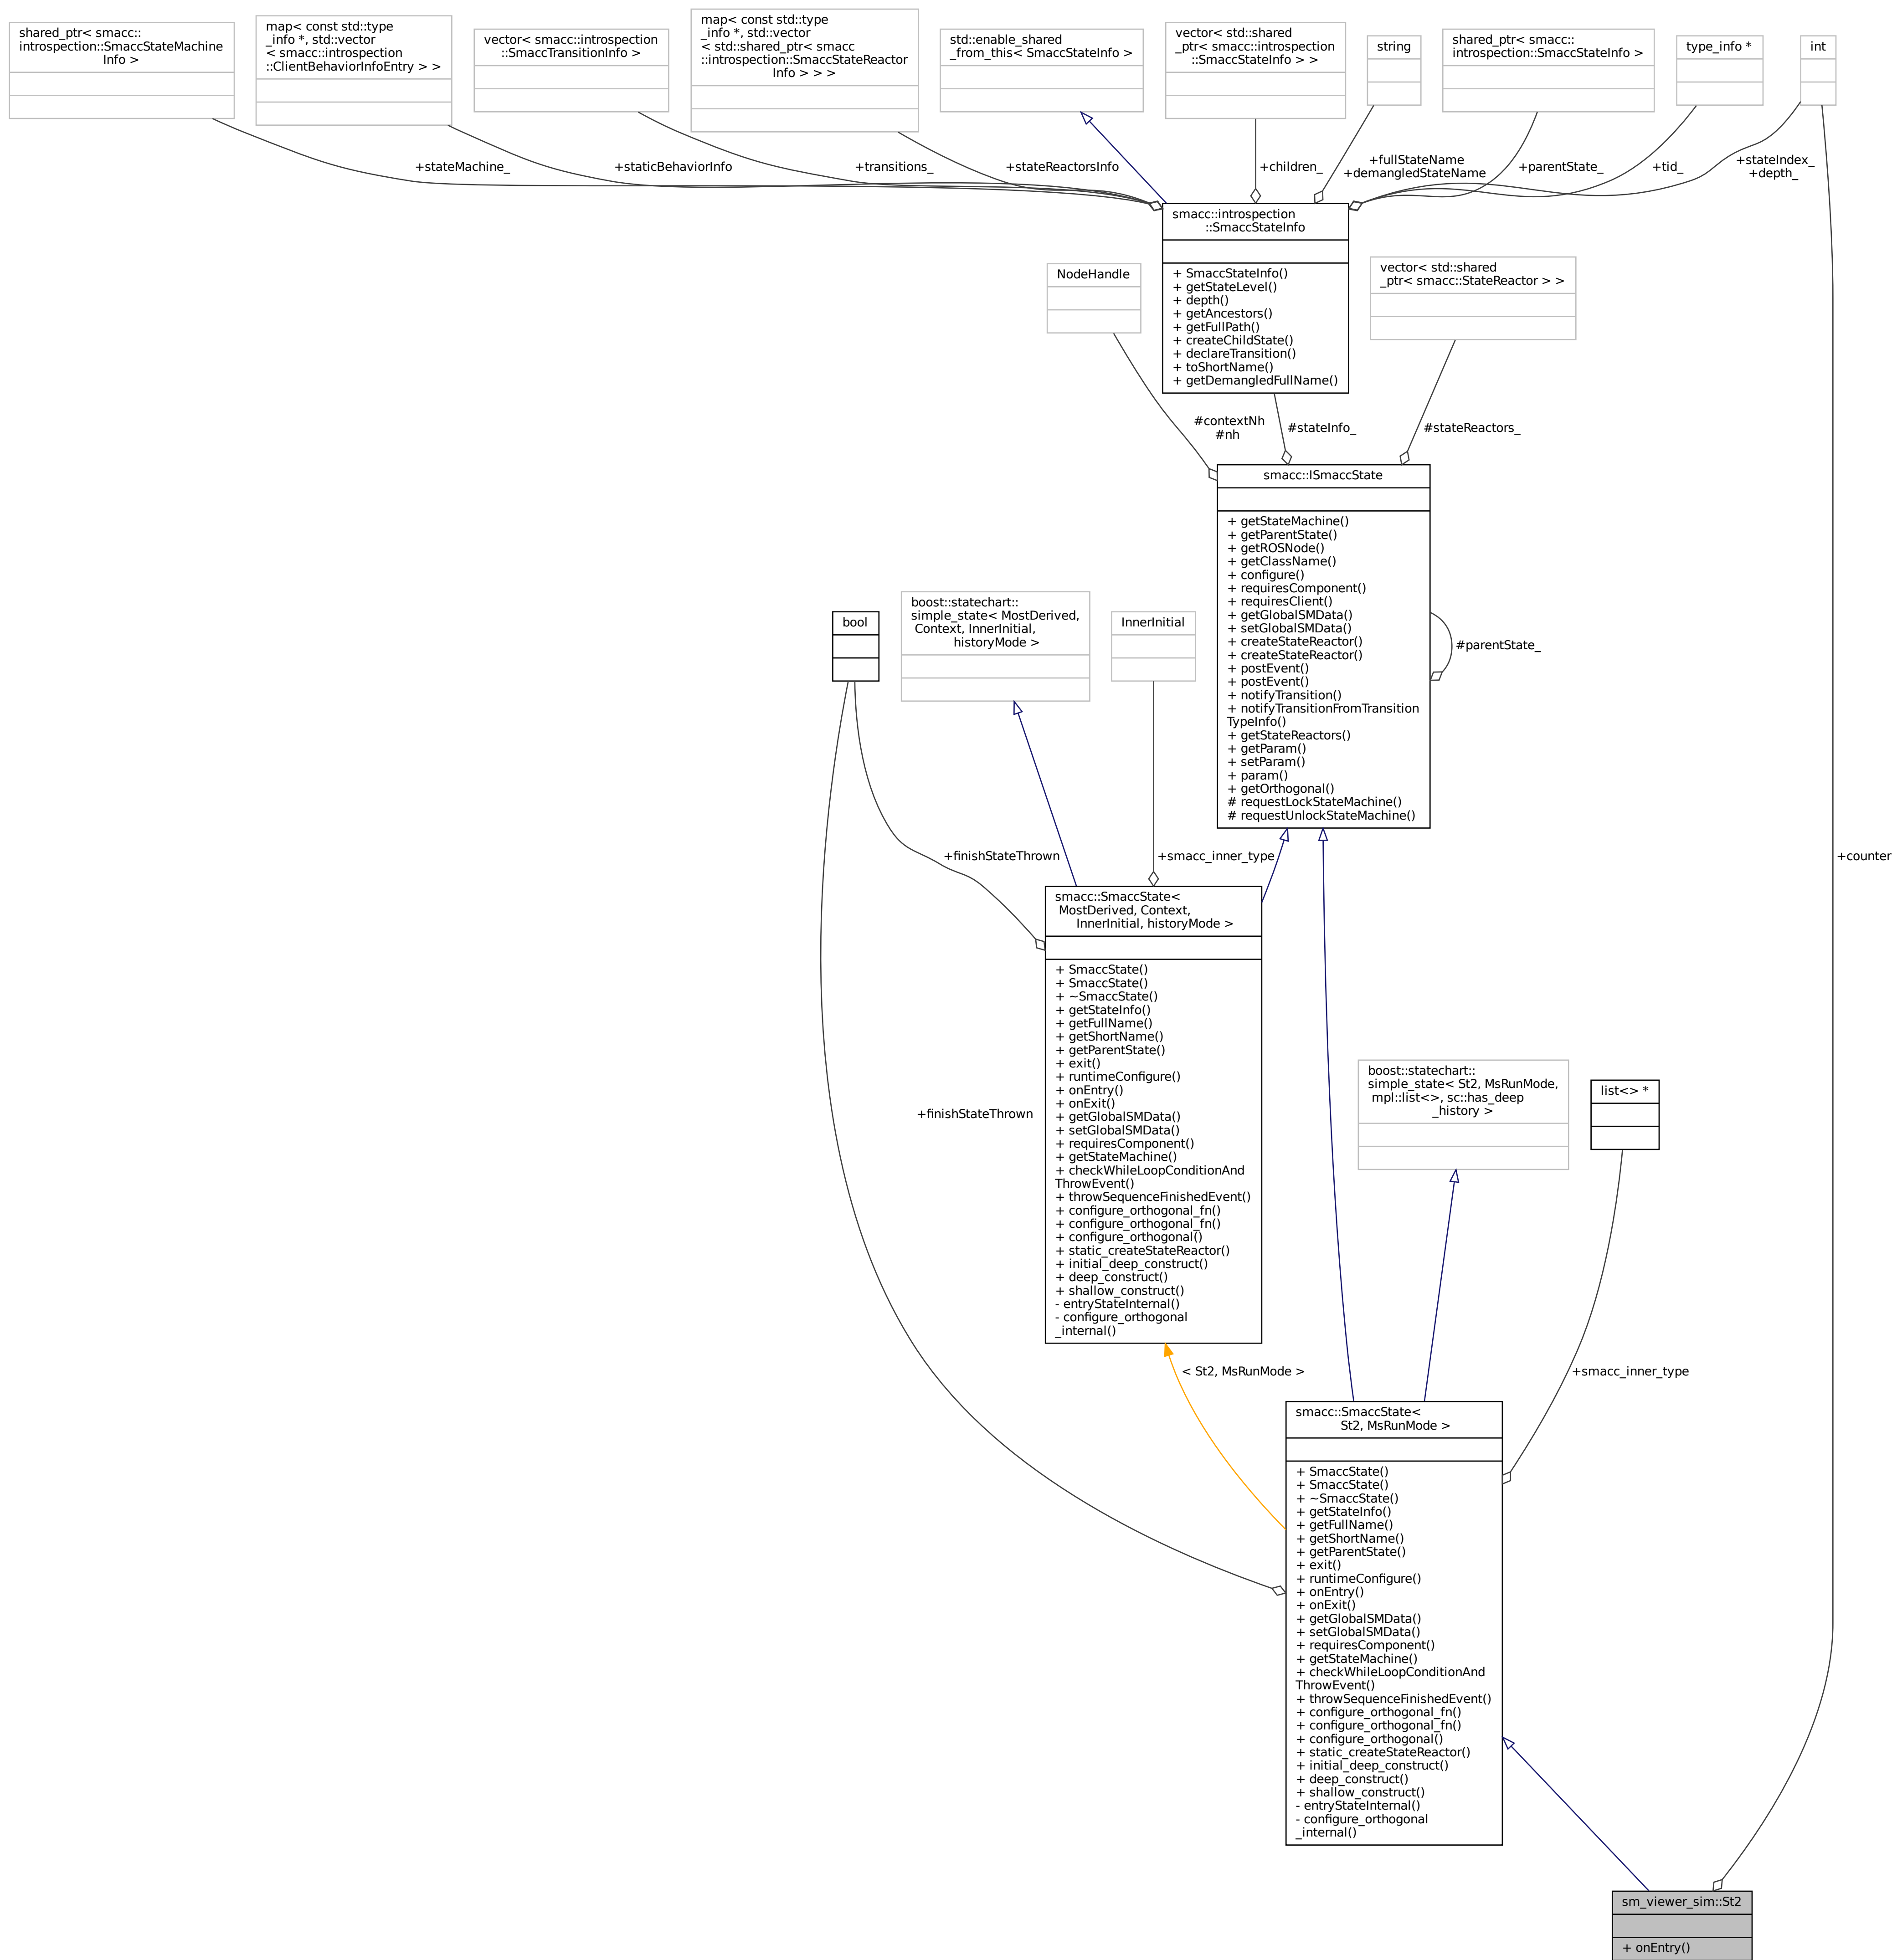 shared_ptr< smacc::
introspection::SmaccStateMachine
Info >
map< const std::type
_info *, std::vector
< smacc::introspection
::ClientBehaviorInfoEntry > >
vector< smacc::introspection
::SmaccTransitionInfo >
map< const std::type
_info *, std::vector
< std::shared_ptr< smacc
::introspection::SmaccStateReactor
Info > > >
std::enable_shared
_from_this< SmaccStateInfo >
vector< std::shared
_ptr< smacc::introspection
::SmaccStateInfo > >
string
shared_ptr< smacc::
introspection::SmaccStateInfo >
type_info *
int
+stateMachine_
+staticBehaviorInfo
+transitions_
+stateReactorsInfo
+children_
+fullStateName
+demangledStateName
+parentState_
+tid_
+stateIndex_
+depth_
smacc::introspection
::SmaccStateInfo
+ SmaccStateInfo()
+ getStateLevel()
+ depth()
+ getAncestors()
+ getFullPath()
+ createChildState()
+ declareTransition()
+ toShortName()
+ getDemangledFullName()
NodeHandle
vector< std::shared
_ptr< smacc::StateReactor > >
#contextNh
#nh
#stateInfo_
#stateReactors_
smacc::ISmaccState
+ getStateMachine()
+ getParentState()
+ getROSNode()
+ getClassName()
+ configure()
+ requiresComponent()
+ requiresClient()
+ getGlobalSMData()
+ setGlobalSMData()
+ createStateReactor()
+ createStateReactor()
+ postEvent()
+ postEvent()
+ notifyTransition()
+ notifyTransitionFromTransition
TypeInfo()
+ getStateReactors()
+ getParam()
+ setParam()
+ param()
+ getOrthogonal()
# requestLockStateMachine()
# requestUnlockStateMachine()
#parentState_
bool
boost::statechart::
simple_state< MostDerived,
Context, InnerInitial,
historyMode >
InnerInitial
+finishStateThrown
+smacc_inner_type
+counter
smacc::SmaccState<
MostDerived, Context,
InnerInitial, historyMode >
+ SmaccState()
+ SmaccState()
+ ~SmaccState()
+ getStateInfo()
+ getFullName()
+ getShortName()
+ getParentState()
+ exit()
+ runtimeConfigure()
+ onEntry()
+ onExit()
+ getGlobalSMData()
+ setGlobalSMData()
+ requiresComponent()
+ getStateMachine()
+ checkWhileLoopConditionAnd
ThrowEvent()
+ throwSequenceFinishedEvent()
+ configure_orthogonal_fn()
+ configure_orthogonal_fn()
+ configure_orthogonal()
+ static_createStateReactor()
+ initial_deep_construct()
+ deep_construct()
+ shallow_construct()
- entryStateInternal()
- configure_orthogonal
_internal()
+finishStateThrown
boost::statechart::
simple_state< St2, MsRunMode,
mpl::list<>, sc::has_deep
_history >
list<> *
< St2, MsRunMode >
+smacc_inner_type
smacc::SmaccState<
St2, MsRunMode >
+ SmaccState()
+ SmaccState()
+ ~SmaccState()
+ getStateInfo()
+ getFullName()
+ getShortName()
+ getParentState()
+ exit()
+ runtimeConfigure()
+ onEntry()
+ onExit()
+ getGlobalSMData()
+ setGlobalSMData()
+ requiresComponent()
+ getStateMachine()
+ checkWhileLoopConditionAnd
ThrowEvent()
+ throwSequenceFinishedEvent()
+ configure_orthogonal_fn()
+ configure_orthogonal_fn()
+ configure_orthogonal()
+ static_createStateReactor()
+ initial_deep_construct()
+ deep_construct()
+ shallow_construct()
- entryStateInternal()
- configure_orthogonal
_internal()
sm_viewer_sim::St2
+ onEntry()